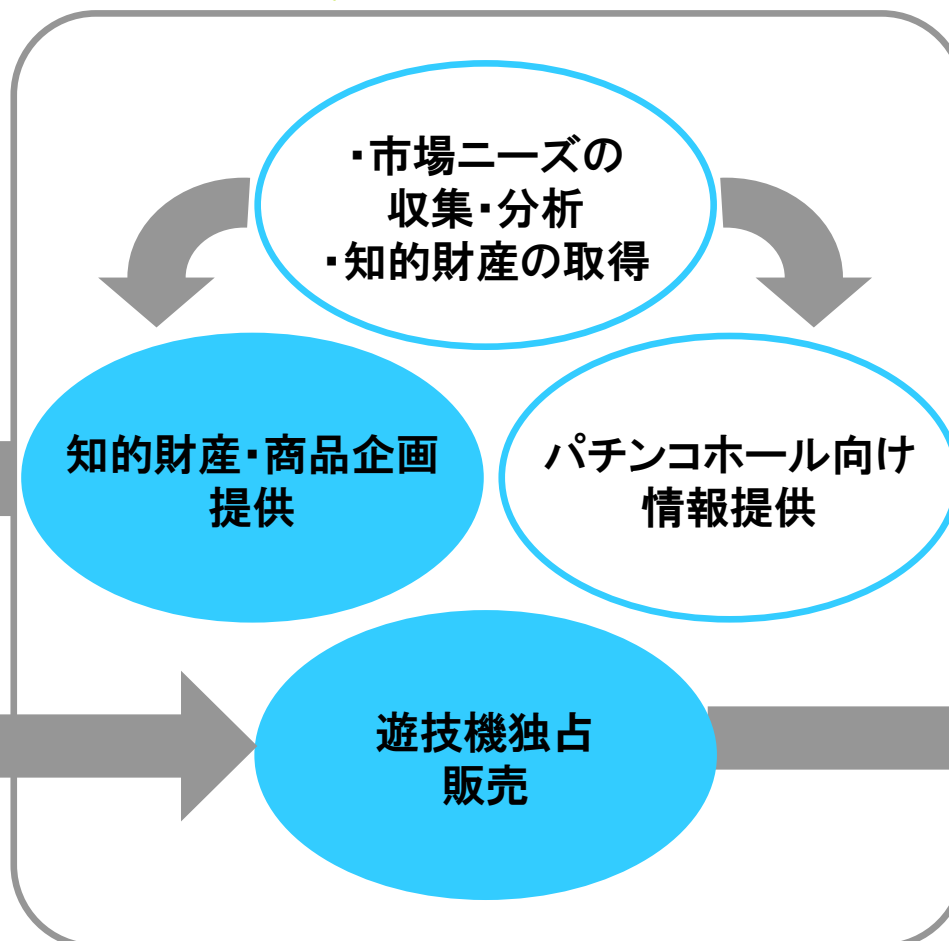 ・市場ニーズの
収集・分析
・知的財産の取得
知的財産・商品企画
提供
パチンコホール向け
情報提供
遊技機独占
販売